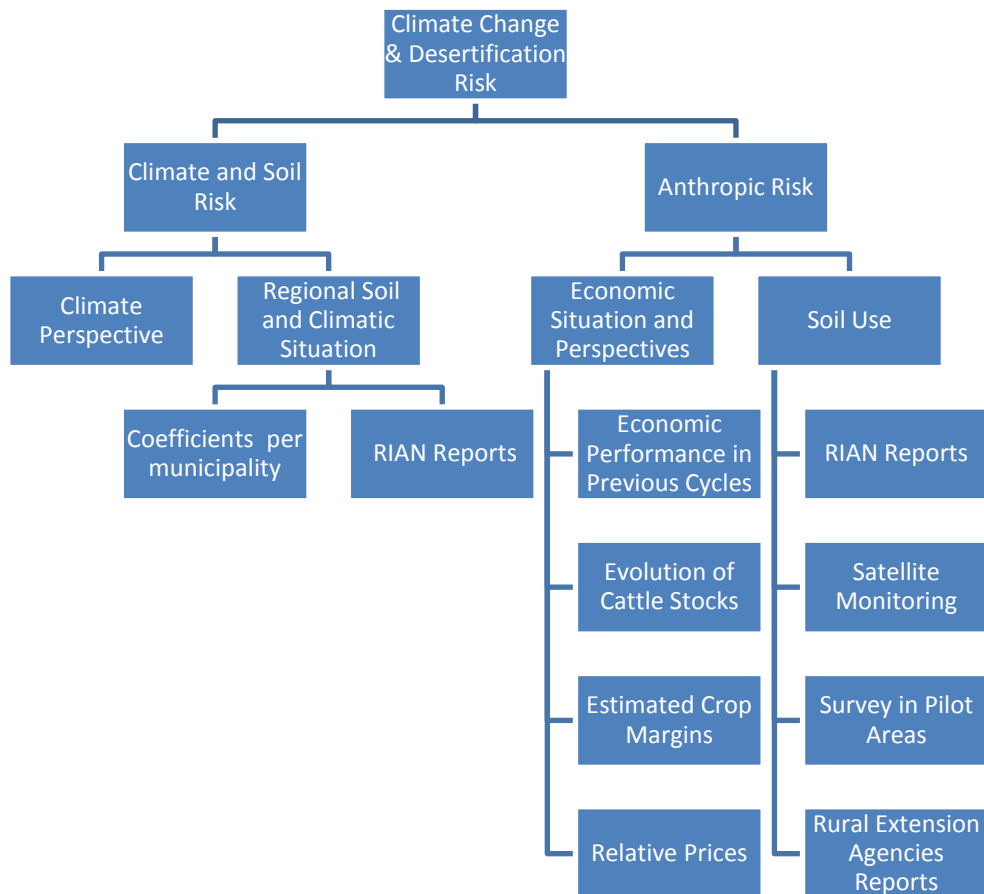 Climate Change
& Desertification
Risk
Climate and Soil
Risk
Anthropic Risk
Climate
Perspective
Regional Soil
and Climatic
Situation
Economic
Situation and
Perspectives
Soil Use
Coefficients per
municipality
RIAN Reports
Economic
Performance in
Previous Cycles
RIAN Reports
Evolution of
Cattle Stocks
Satellite
Monitoring
Estimated Crop
Margins
Survey in Pilot
Areas
Relative Prices
Rural Extension
Agencies
Reports